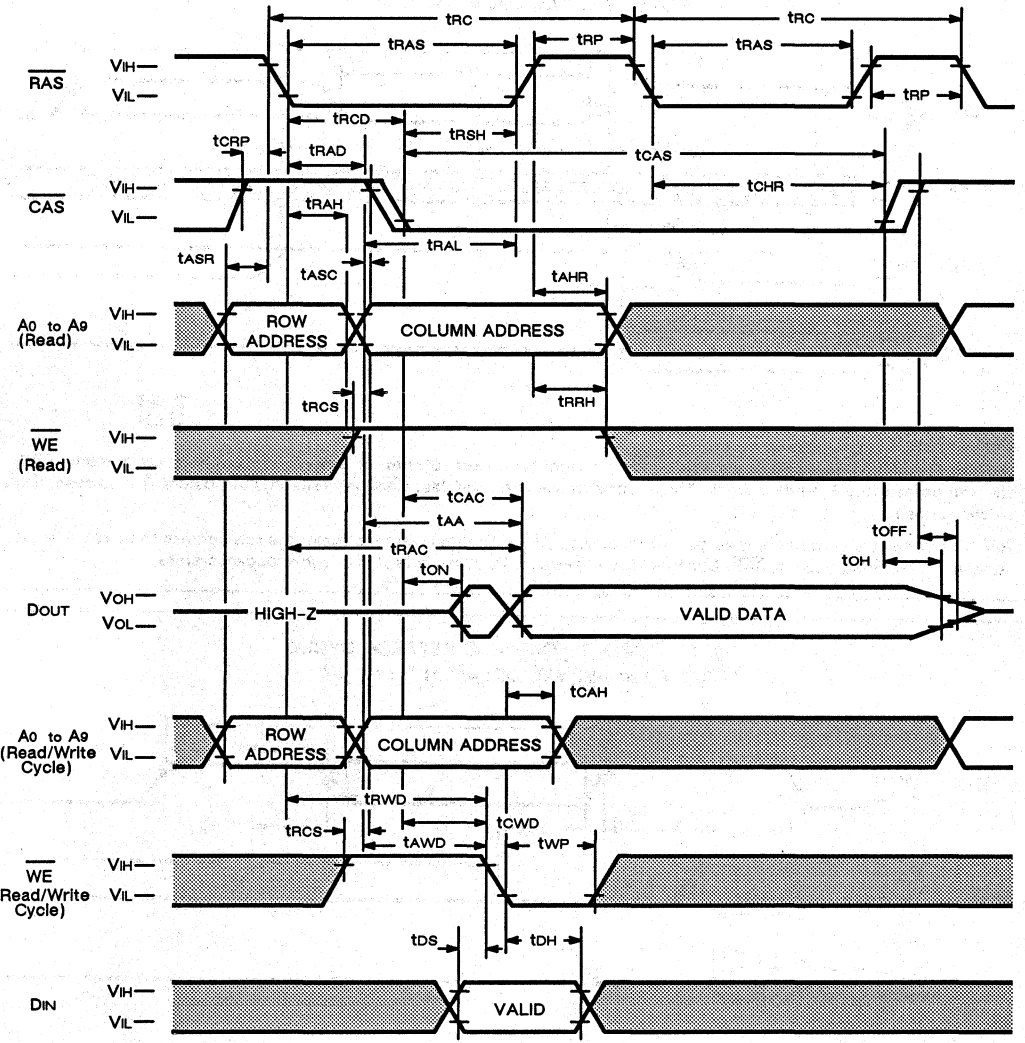 tRC tRC
tRAS tRP tRAS
RAS VIH
VIL tRP
tRCD tRSH
tCRP tRAD tCAS
CAS VIH
VIL tRAH tCHR
tRAL
tASR tASC tAHR
A0 to A9 (Read) VIH
VIL ROW ADDRESS COLUMN ADDRESS
tRCS tRRH
WE (Read) VIH
VIL
tCAC
tAA
tRAC tOFF
tON tOH
DOUT VOH
VOL HIGH-Z VALID DATA
tCAH
A0 to A9 (Read/Write Cycle) VIH
VIL ROW ADDRESS COLUMN ADDRESS
tRWD
tRCS tCWD
tAWD tWP
WE Read/Write Cycle) VIH
VIL
tDS tDH
DIN VIH
VIL VALID